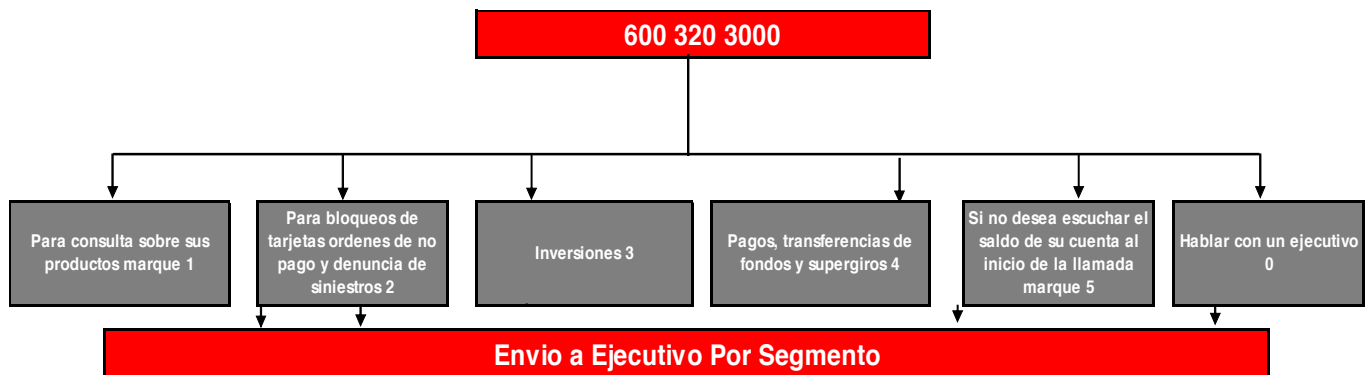 600 320 3000
Para consulta sobre sus
productos marque 1
Para bloqueos de
tarjetas ordenes de no
pago y denuncia de
siniestros 2
Inversiones 3
Pagos, transferencias de
fondos y supergiros 4
Si no desea escuchar el
saldo de su cuenta al
inicio de la llamada
marque 5
Hablar con un ejecutivo
0
Envio a Ejecutivo Por Segmento